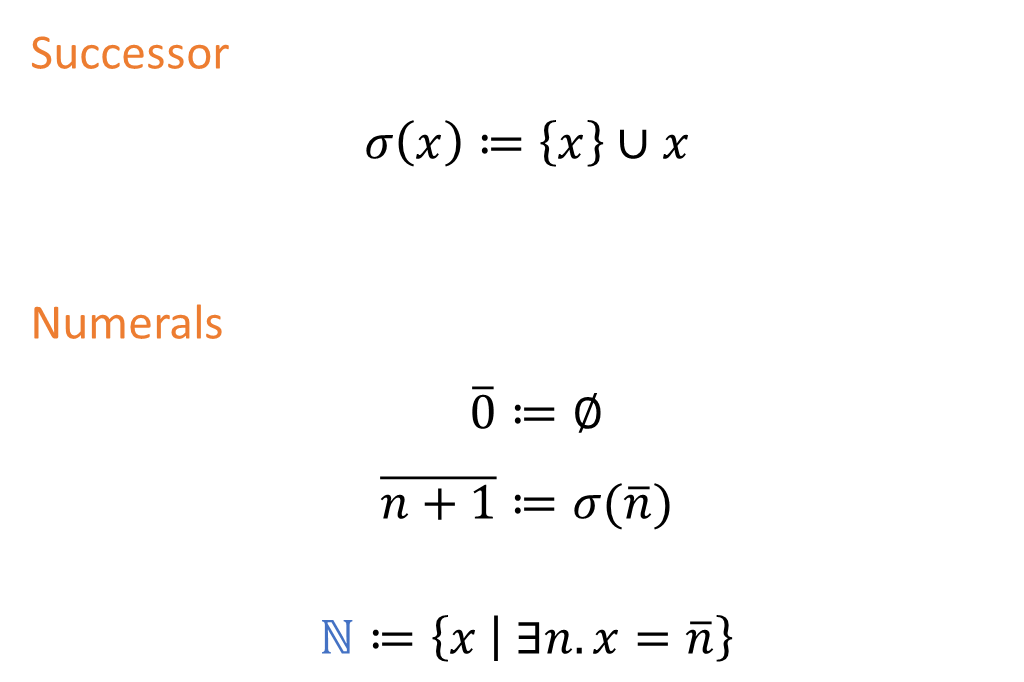 Successor
σ(x) ≔ {x} ∪ x
Numerals
0̅ ≔ ∅
n + 1̅ ≔ σ(n̅)
ℕ ≔ {x | ∃n. x = n̅}